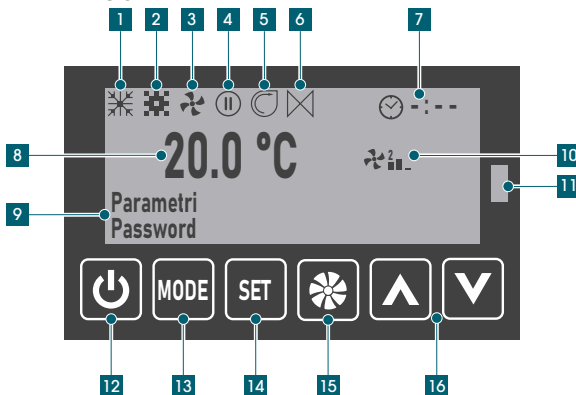 1 2 3 4 5 6 7
-:--
8 20.0 °C 2 10
11
9 Parametri
Password
MODE SET
12 13 14 15 16